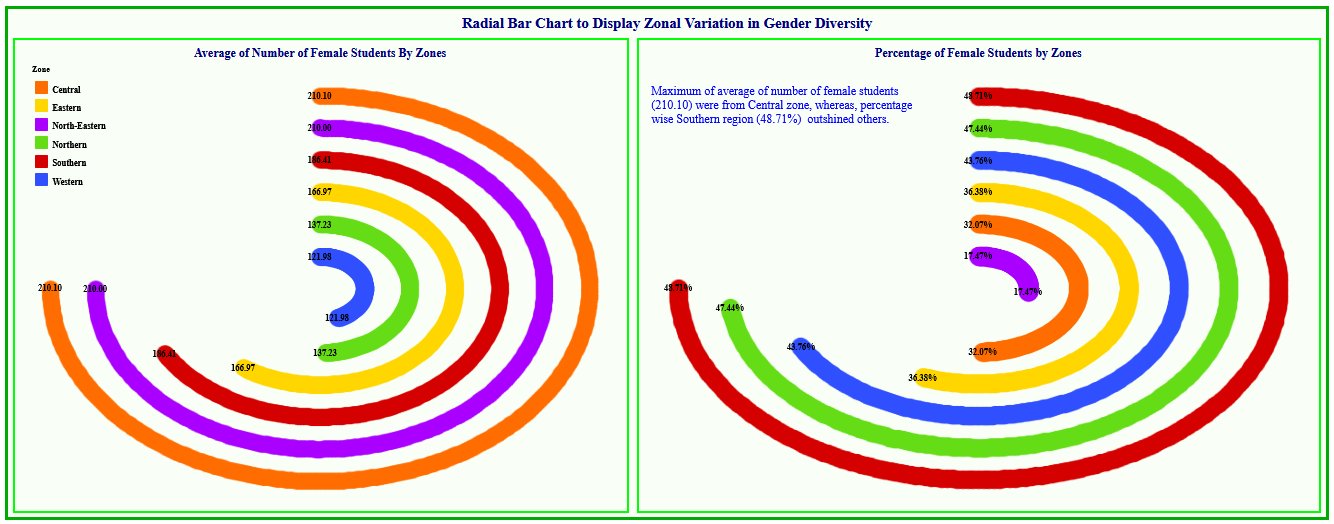 Radial Bar Chart to Display Zonal Variation in Gender Diversity
Average of Number of Female Students By Zones
Zone
Central
Eastern
North-Eastern
Northern
Southern
Western
210.10
210.00
186.41
166.97
137.23
121.98
210.10
210.00
121.98
186.41
137.23
166.97
Percentage of Female Students by Zones
Maximum of average of number of female students
(210.10) were from Central zone, whereas, percentage
wise Southern region (48.71%) outshined others.
48.71%
47.44%
43.76%
36.38%
32.07%
17.47%
48.71%
17.47%
47.44%
43.76%
32.07%
36.38%